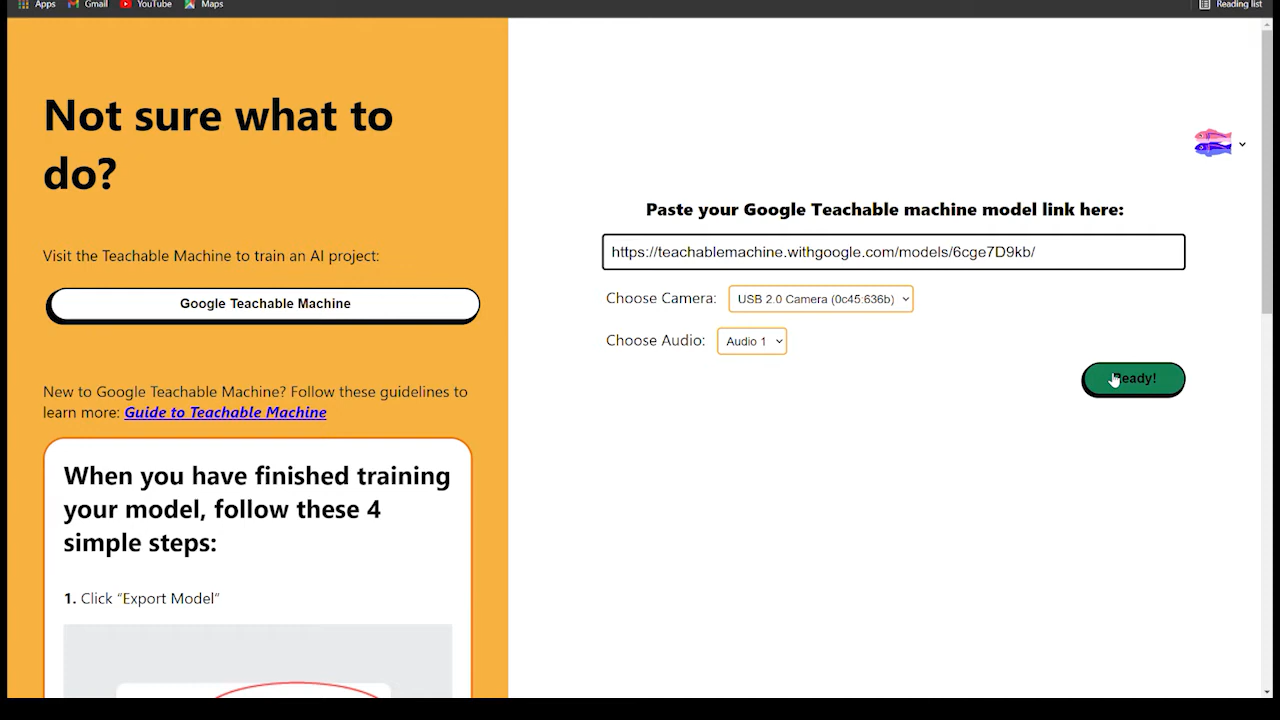 Apps Gmail YouTube Maps Reading list
Not sure what to
do?
Visit the Teachable Machine to train an AI project:
Google Teachable Machine
New to Google Teachable Machine? Follow these guidelines to
learn more: Guide to Teachable Machine
When you have finished training
your model, follow these 4
simple steps:
1. Click “Export Model”
Paste your Google Teachable machine model link here:
https://teachablemachine.withgoogle.com/models/6cge7D9kb/
Choose Camera: USB 2.0 Camera (0c45:636b)
Choose Audio: Audio 1
Ready!